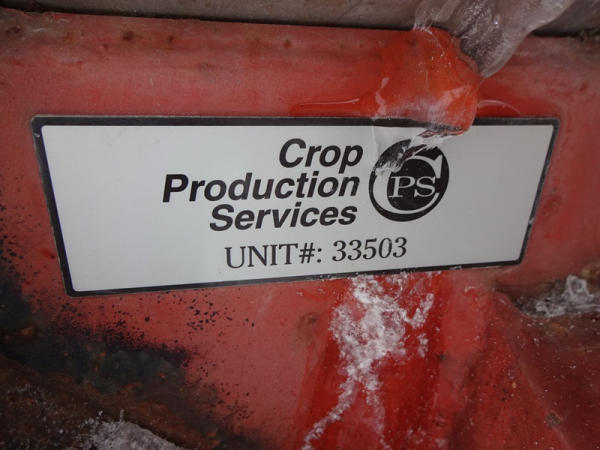 Crop
Production
Services
CPS
UNIT#: 33503